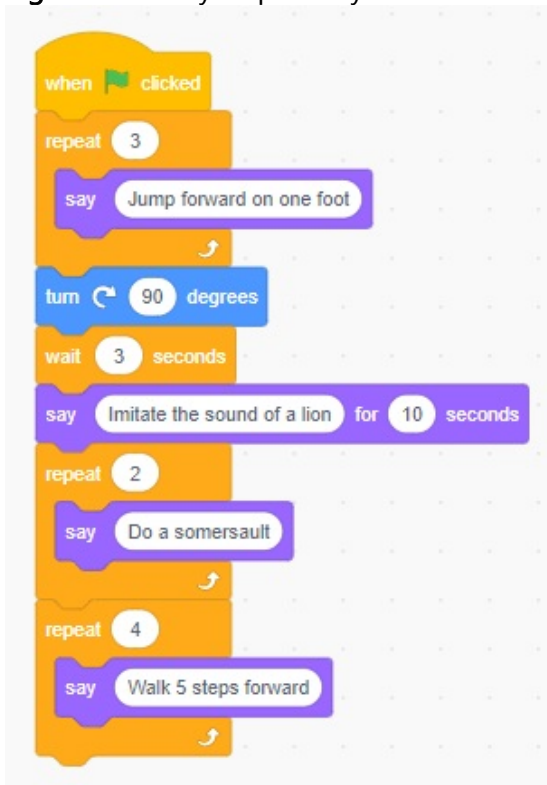 when clicked
repeat 3
say Jump forward on one foot
turn 90 degrees
wait 3 seconds
say Imitate the sound of a lion for 10 seconds
repeat 2
say Do a somersault
repeat 4
say Walk 5 steps forward